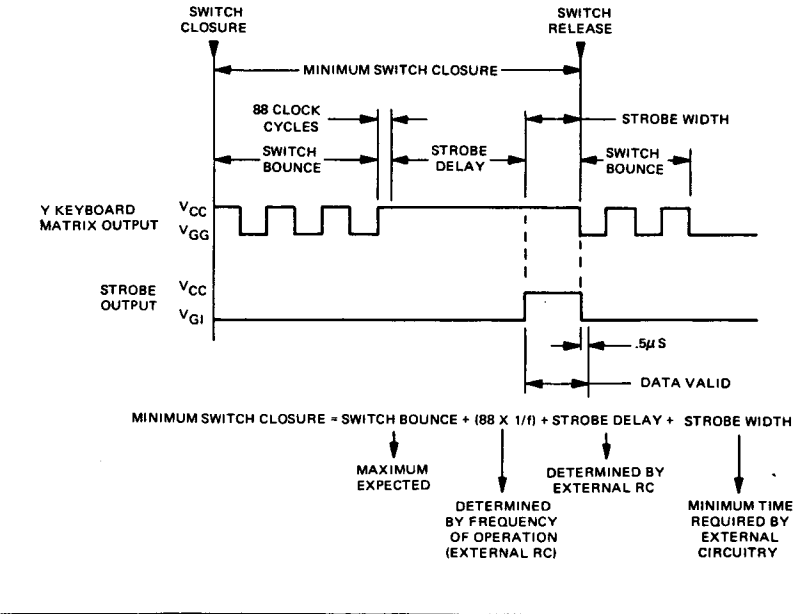 SWITCH
CLOSURE
SWITCH
RELEASE
MINIMUM SWITCH CLOSURE
88 CLOCK
CYCLES
STROBE WIDTH
SWITCH
BOUNCE
STROBE
DELAY
SWITCH
BOUNCE
Y KEYBOARD
MATRIX OUTPUT
VCC
VGG
STROBE
OUTPUT
VCC
VGI
.5μS
DATA VALID
MINIMUM SWITCH CLOSURE = SWITCH BOUNCE + (88 X 1/f) + STROBE DELAY + STROBE WIDTH
MAXIMUM
EXPECTED
DETERMINED
BY FREQUENCY
OF OPERATION
(EXTERNAL RC)
DETERMINED BY
EXTERNAL RC
MINIMUM TIME
REQUIRED BY
EXTERNAL
CIRCUITRY